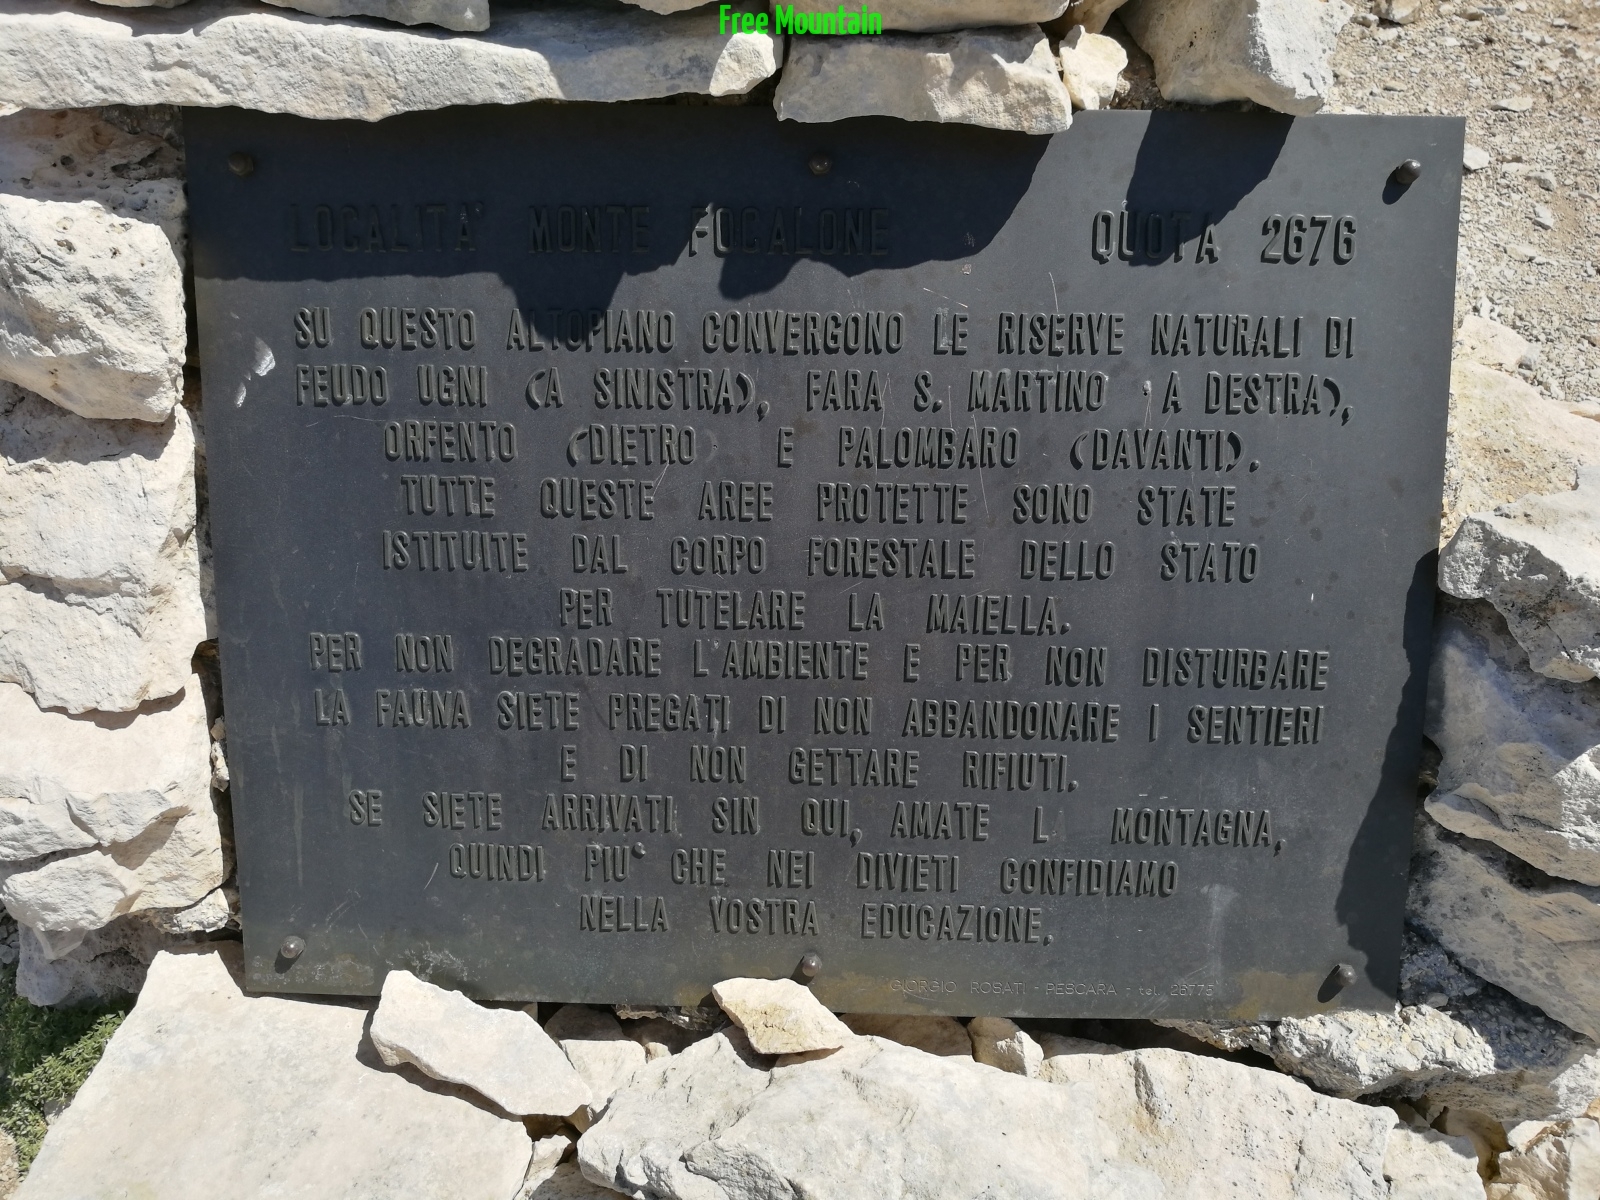 Free Mountain
LOCALITA' MONTE FOCALONE QUOTA 2676
SU QUESTO ALTOPIANO CONVERGONO LE RISERVE NATURALI DI
FEUDO UGNI (A SINISTRA), FARA S. MARTINO A DESTRA),
ORFENTO (DIETRO E PALOMBARO (DAVANTI).
TUTTE QUESTE AREE PROTETTE SONO STATE
ISTITUITE DAL CORPO FORESTALE DELLO STATO
PER TUTELARE LA MAIELLA.
PER NON DEGRADARE L'AMBIENTE E PER NON DISTURBARE
LA FAUNA SIETE PREGATI DI NON ABBANDONARE I SENTIERI
E DI NON GETTARE RIFIUTI.
SE SIETE ARRIVATI SIN QUI, AMATE L MONTAGNA,
QUINDI PIU' CHE NEI DIVIETI CONFIDIAMO
NELLA VOSTRA EDUCAZIONE.
GIORGIO ROSATI - PESCARA - tel. 26775